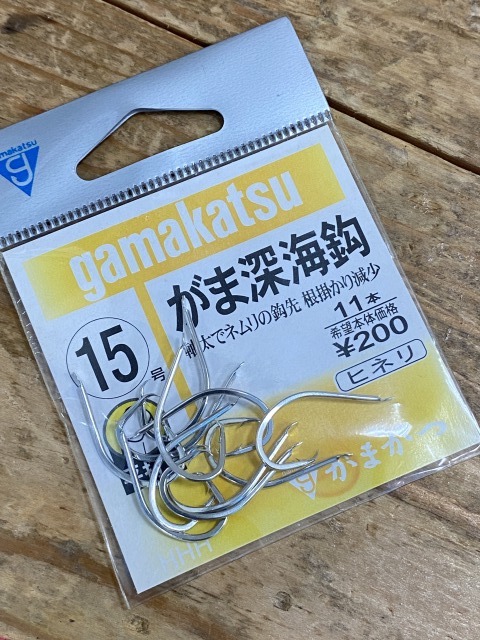 gamakatsu
g
gamakatsu
がま深海鈎
軸太でネムリの鈎先 根掛かり減少
15号
11本
希望本体価格
¥200
ヒネリ
がまかつ